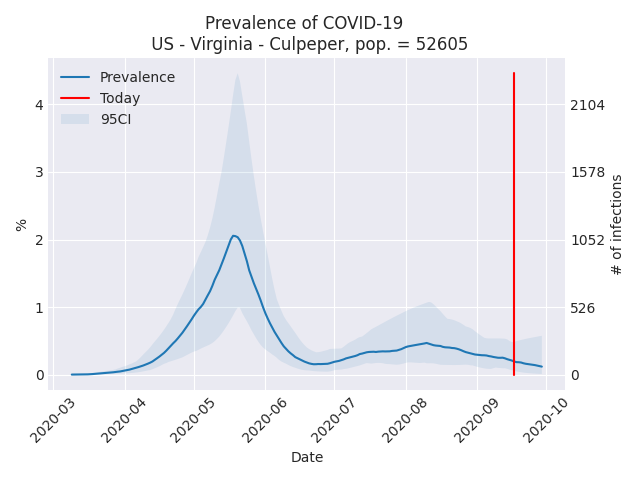 Prevalence of COVID-19
US - Virginia - Culpeper, pop. = 52605
Prevalence
Today
95CI
4
3
2
1
0
%
2104
1578
1052
526
0
# of infections
2020-03
2020-04
2020-05
2020-06
2020-07
2020-08
2020-09
2020-10
Date